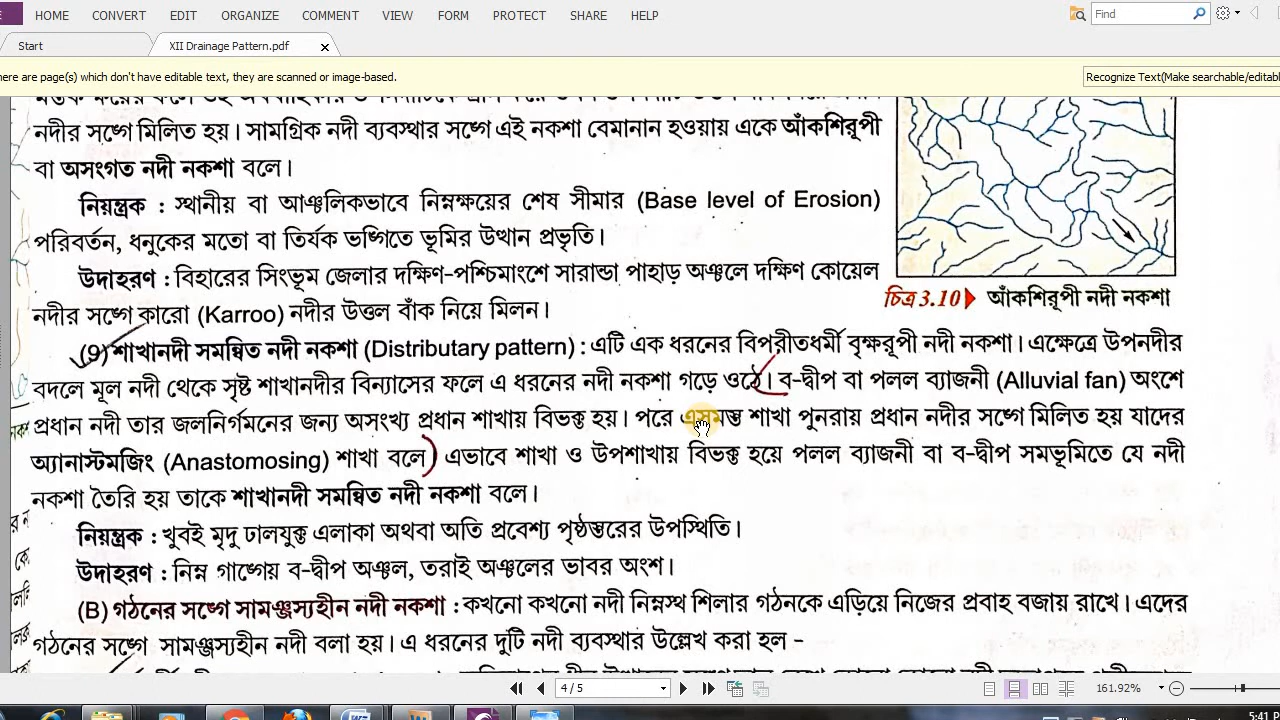 HOME CONVERT EDIT ORGANIZE COMMENT VIEW FORM PROTECT SHARE HELP Find
Start XII Drainage Pattern.pdf
here are page(s) which don't have editable text, they are scanned or image-based. Recognize Text(Make searchable/editabl
নদীর সঙ্গে মিলিত হয়। সামগ্রিক নদী ব্যবস্থার সঙ্গে এই নকশা বেমানান হওয়ায় একে আঁকশিরূপী
বা অসংগত নদী নকশা বলে।
নিয়ন্ত্রক : স্থানীয় বা আঞ্চলিকভাবে নিম্নক্ষয়ের শেষ সীমার (Base level of Erosion)
পরিবর্তন, ধনুকের মতো বা তির্যক ভঙ্গিতে ভূমির উত্থান প্রভৃতি।
উদাহরণ : বিহারের সিংভূম জেলার দক্ষিণ-পশ্চিমাংশে সারান্ডা পাহাড় অঞ্চলে দক্ষিণ কোয়েল
নদীর সঙ্গে কারো (Karroo) নদীর উত্তল বাঁক নিয়ে মিলন।
চিত্র 3.10 আঁকশিরূপী নদী নকশা
(9) শাখানদী সমন্বিত নদী নকশা (Distributary pattern) : এটি এক ধরনের বিপরীতধর্মী বৃক্ষরূপী নদী নকশা। এক্ষেত্রে উপনদীর
বদলে মূল নদী থেকে সৃষ্ট শাখানদীর বিন্যাসের ফলে এ ধরনের নদী নকশা গড়ে ওঠে। ব-দ্বীপ বা পলল ব্যাজনী (Alluvial fan) অংশে
প্রধান নদী তার জলনির্গমনের জন্য অসংখ্য প্রধান শাখায় বিভক্ত হয়। পরে এসমস্ত শাখা পুনরায় প্রধান নদীর সঙ্গে মিলিত হয় যাদের
অ্যানাস্টমজিং (Anastomosing) শাখা বলে) এভাবে শাখা ও উপশাখায় বিভক্ত হয়ে পলল ব্যাজনী বা ব-দ্বীপ সমভূমিতে যে নদী
নকশা তৈরি হয় তাকে শাখানদী সমন্বিত নদী নকশা বলে।
নিয়ন্ত্রক : খুবই মৃদু ঢালযুক্ত এলাকা অথবা অতি প্রবেশ্য পৃষ্ঠস্তরের উপস্থিতি।
উদাহরণ : নিম্ন গাঙ্গেয় ব-দ্বীপ অঞ্চল, তরাই অঞ্চলের ভাবর অংশ।
(B) গঠনের সঙ্গে সামঞ্জস্যহীন নদী নকশা : কখনো কখনো নদী নিম্নস্থ শিলার গঠনকে এড়িয়ে নিজের প্রবাহ বজায় রাখে। এদের
গঠনের সঙ্গে সামঞ্জস্যহীন নদী বলা হয়। এ ধরনের দুটি নদী ব্যবস্থার উল্লেখ করা হল –
4 / 5 161.92%
5:41 P